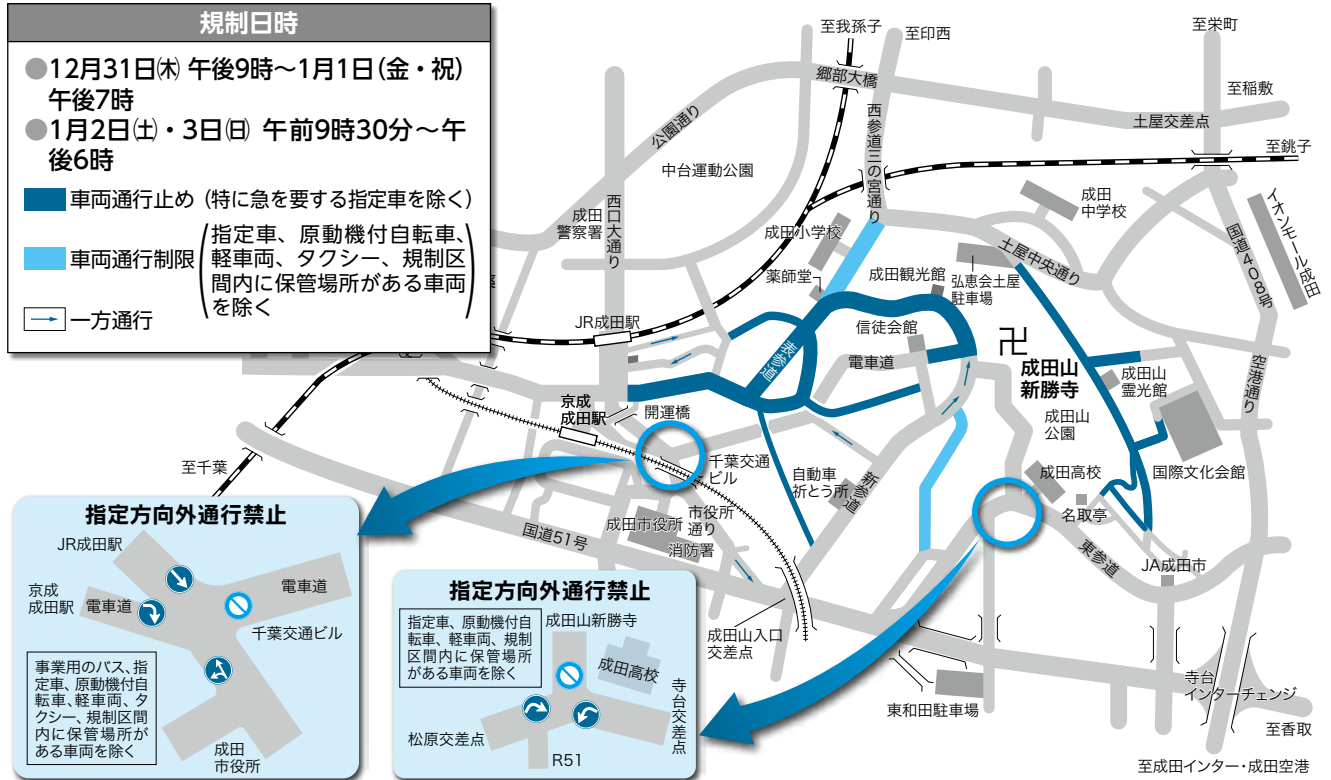 規制日時
●12月31日㈭ 午後9時～1月1日(金・祝)
午後7時
●1月2日㈯・3日㈰ 午前9時30分～午
後6時
車両通行止め (特に急を要する指定車を除く)
車両通行制限
指定車、原動機付自転車、
軽車両、タクシー、規制区
間内に保管場所がある車両
を除く
一方通行
至我孫子
至印西
至栄町
郷部大橋
至稲敷
土屋交差点
公園通り
西参道三の宮通り
至銚子
中台運動公園
成田
中学校
イオンモール成田
国道408号
西口大通り
成田
警察署
成田小学校
土屋中央通り
薬師堂
成田観光館
弘恵会土屋
駐車場
JR成田駅
信徒会館
表参道
電車道
成田山
新勝寺
成田山
霊光館
空港通り
京成
成田駅
開運橋
成田山
公園
至千葉
千葉交通
ビル
自動車
祈とう所
新参道
成田高校
国際文化会館
国道51号
成田市役所
市役所
通り
消防署
名取亭
東参道
JA成田市
成田山入口
交差点
東和田駐車場
寺台
インターチェンジ
至香取
至成田インター・成田空港
指定方向外通行禁止
JR成田駅
京成
成田駅
電車道
電車道
千葉交通ビル
事業用のバス、指
定車、原動機付自
転車、軽車両、タ
クシー、規制区間
内に保管場所が
ある車両を除く
成田
市役所
指定方向外通行禁止
指定車、原動機付自
転車、軽車両、規制
区間内に保管場所
がある車両を除く
成田山新勝寺
成田高校
寺台交差点
松原交差点
R51